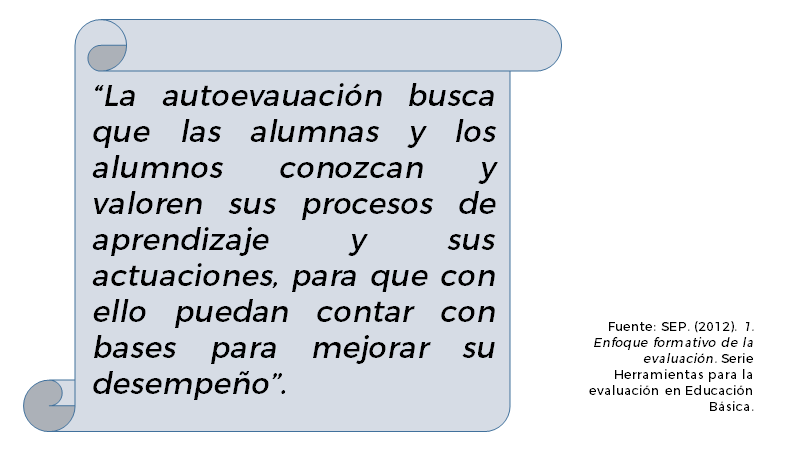 “La autoevauación busca
que las alumnas y los
alumnos conozcan y
valoren sus procesos de
aprendizaje y sus
actuaciones, para que con
ello puedan contar con
bases para mejorar su
desempeño”.
Fuente: SEP. (2012). 1.
Enfoque formativo de la
evaluación. Serie
Herramientas para la
evaluación en Educación
Básica.